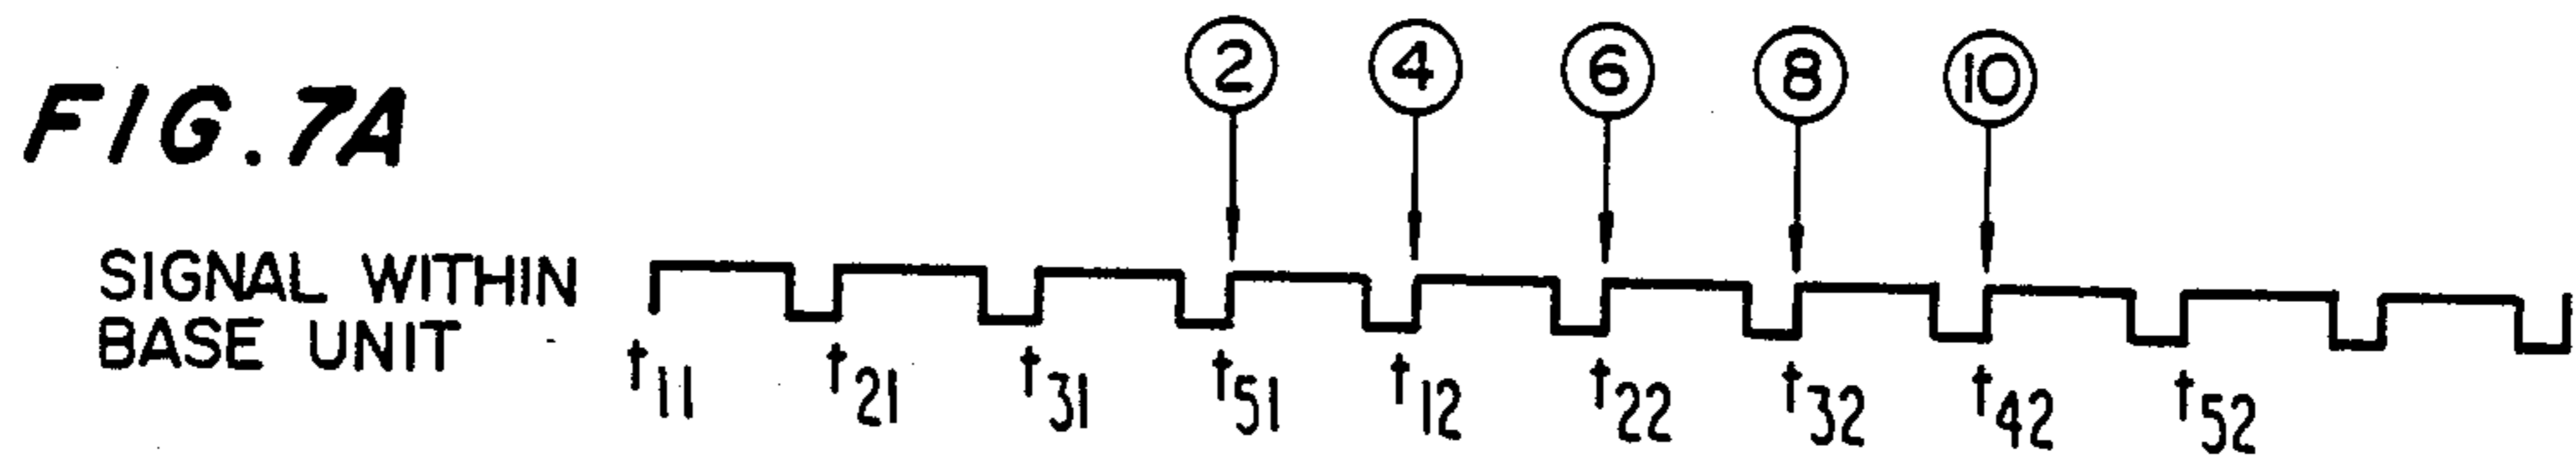 ② ④ ⑥ ⑧ ⑩
FIG. 7A
SIGNAL WITHIN
BASE UNIT
t11 t21 t31 t51 t12 t22 t32 t42 t52